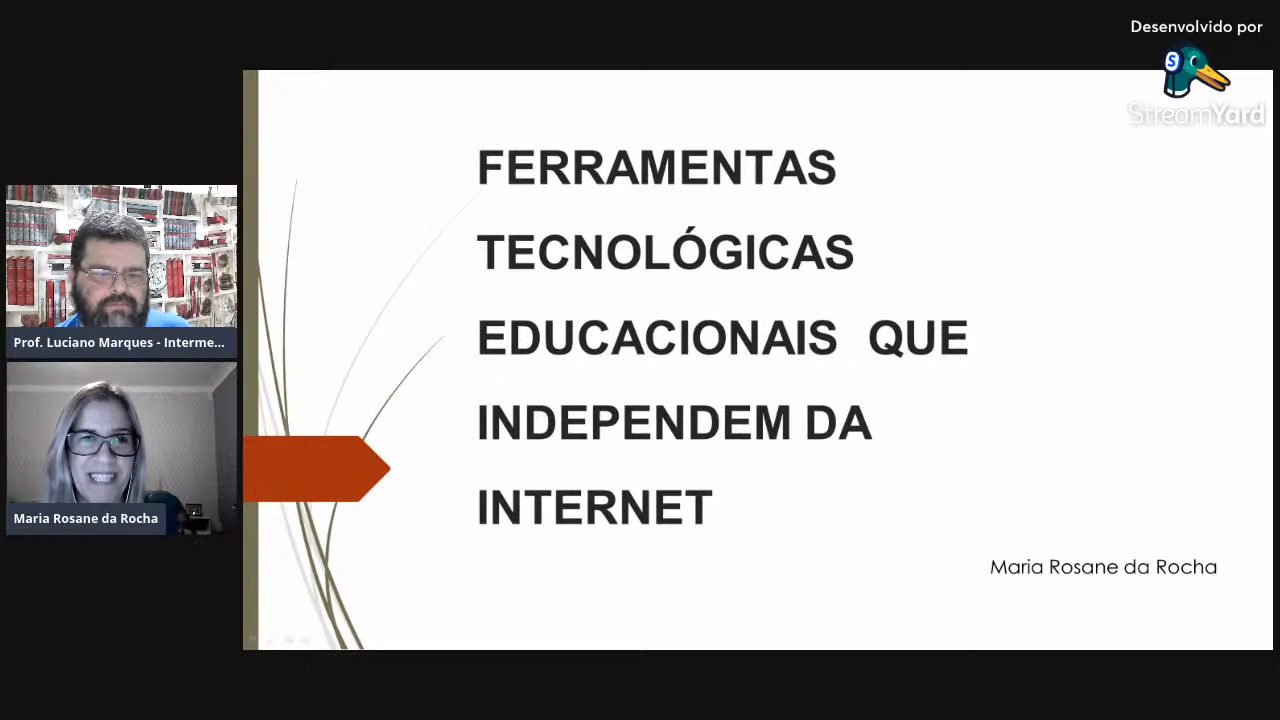 Desenvolvido por
S
StreamYard
FERRAMENTAS
TECNOLÓGICAS
EDUCACIONAIS QUE
INDEPENDEM DA
INTERNET
Maria Rosane da Rocha
Prof. Luciano Marques - Interme...
Maria Rosane da Rocha